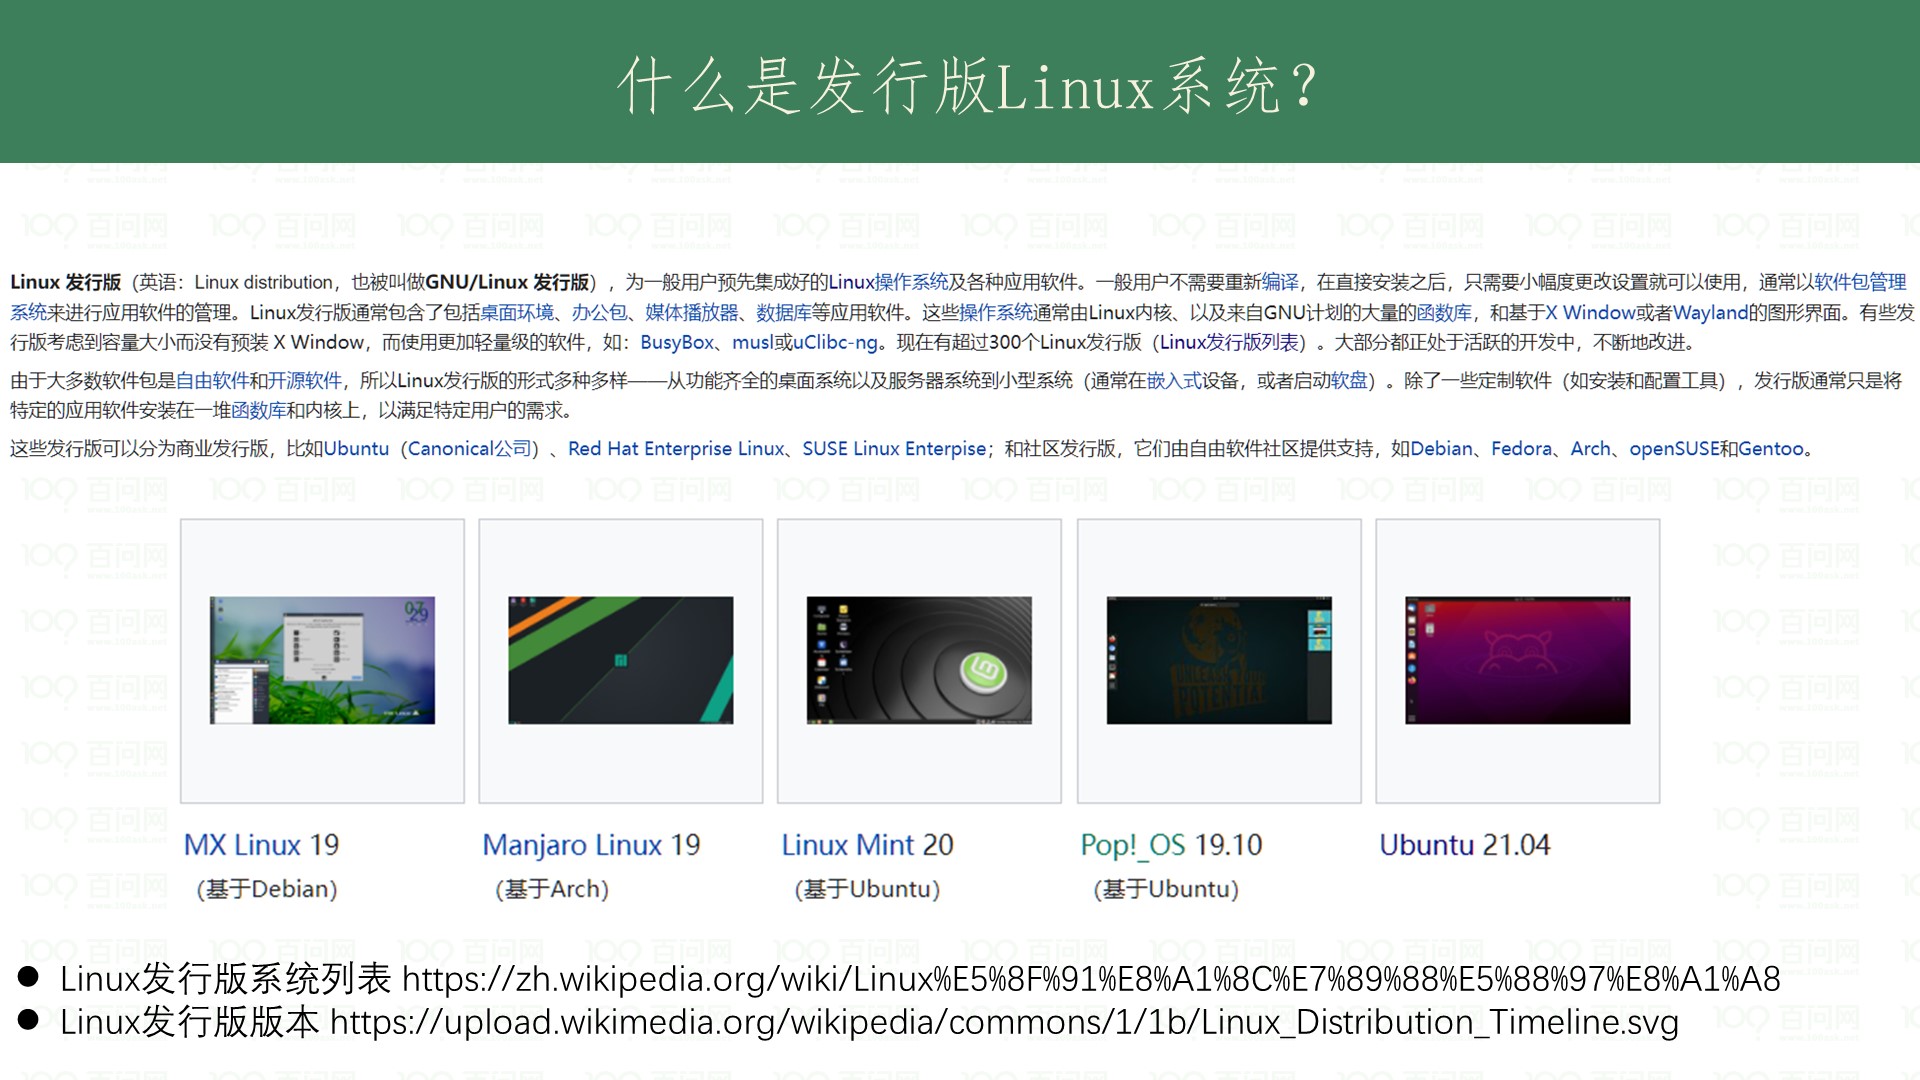 什么是发行版Linux系统？
Linux 发行版（英语：Linux distribution，也被叫做GNU/Linux 发行版），为一般用户预先集成好的Linux操作系统及各种应用软件。一般用户不需要重新编译，在直接安装之后，只需要小幅度更改设置就可以使用，通常以软件包管理
系统来进行应用软件的管理。Linux发行版通常包含了包括桌面环境、办公包、媒体播放器、数据库等应用软件。这些操作系统通常由Linux内核、以及来自GNU计划的大量的函数库，和基于X Window或者Wayland的图形界面。有些发
行版考虑到容量大小而没有预装 X Window，而使用更加轻量级的软件，如：BusyBox、musl或uClibc-ng。现在有超过300个Linux发行版（Linux发行版列表）。大部分都正处于活跃的开发中，不断地改进。
由于大多数软件包是自由软件和开源软件，所以Linux发行版的形式多种多样——从功能齐全的桌面系统以及服务器系统到小型系统（通常在嵌入式设备，或者启动软盘）。除了一些定制软件（如安装和配置工具），发行版通常只是将
特定的应用软件安装在一堆函数库和内核上，以满足特定用户的需求。
这些发行版可以分为商业发行版，比如Ubuntu（Canonical公司）、Red Hat Enterprise Linux、SUSE Linux Enterpise；和社区发行版，它们由自由软件社区提供支持，如Debian、Fedora、Arch、openSUSE和Gentoo。
07
29
UNLEASH YOUR
POTENTIAL
MX Linux 19
（基于Debian）
Manjaro Linux 19
（基于Arch）
Linux Mint 20
（基于Ubuntu）
Pop!_OS 19.10
（基于Ubuntu）
Ubuntu 21.04
● Linux发行版系统列表 https://zh.wikipedia.org/wiki/Linux%E5%8F%91%E8%A1%8C%E7%89%88%E5%88%97%E8%A1%A8
● Linux发行版版本 https://upload.wikimedia.org/wikipedia/commons/1/1b/Linux_Distribution_Timeline.svg